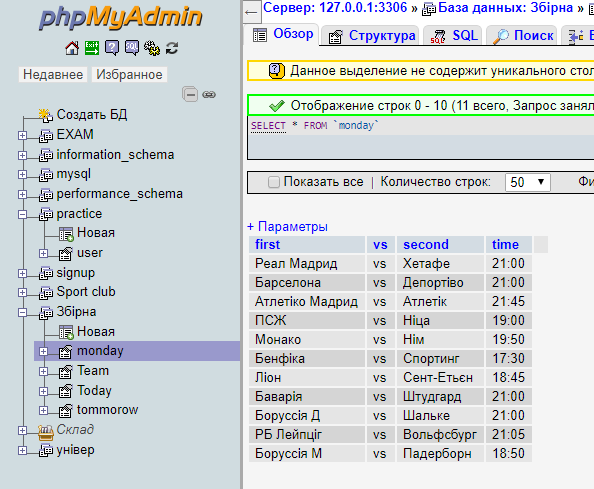 phpMyAdmin
Недавнее Избранное
Создать БД
EXAM
information_schema
mysql
performance_schema
practice
Новая
user
signup
Sport club
Збірна
Новая
monday
Team
Today
tommorow
Склад
універ
Сервер: 127.0.0.1:3306 » База данных: Збірна »
Обзор Структура SQL Поиск
Данное выделение не содержит уникального стол
Отображение строк 0 - 10 (11 всего, Запрос занял
SELECT * FROM `monday`
Показать все | Количество строк: 50 Фи
+ Параметры
first vs second time
Реал Мадрид vs Хетафе 21:00
Барселона vs Депортіво 21:00
Атлетіко Мадрид vs Атлетік 21:45
ПСЖ vs Ніца 19:00
Монако vs Нім 19:50
Бенфіка vs Спортинг 17:30
Ліон vs Сент-Етьєн 18:45
Баварія vs Штудгард 21:00
Боруссія Д vs Шальке 21:00
РБ Лейпціг vs Вольфсбург 21:05
Боруссія М vs Падерборн 18:50